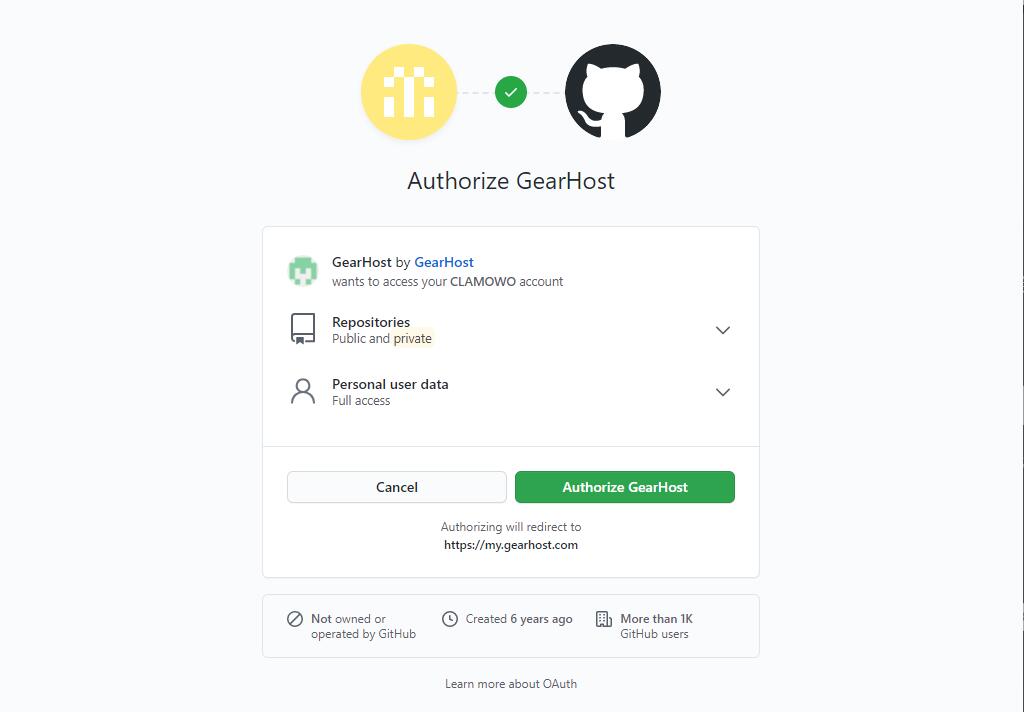 Authorize GearHost
GearHost by GearHost
wants to access your CLAMOWO account
Repositories
Public and private
Personal user data
Full access
Cancel
Authorize GearHost
Authorizing will redirect to
https://my.gearhost.com
Not owned or
operated by GitHub
Created 6 years ago
More than 1K
GitHub users
Learn more about OAuth